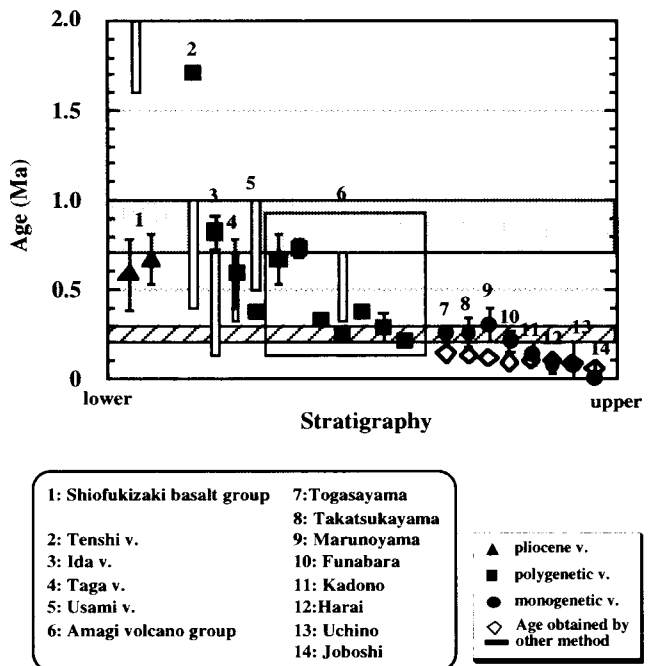 2.0
1.5
1.0
0.5
0
Age (Ma)
1
2
3
4
5
6
7
8
9
10
11
12
13
14
lower
upper
Stratigraphy
1: Shiofukizaki basalt group
2: Tenshi v.
3: Ida v.
4: Taga v.
5: Usami v.
6: Amagi volcano group
7:Togasayama
8: Takatsukayama
9: Marunoyama
10: Funabara
11: Kadono
12:Harai
13: Uchino
14: Joboshi
pliocene v.
polygenetic v.
monogenetic v.
Age obtained by
other method